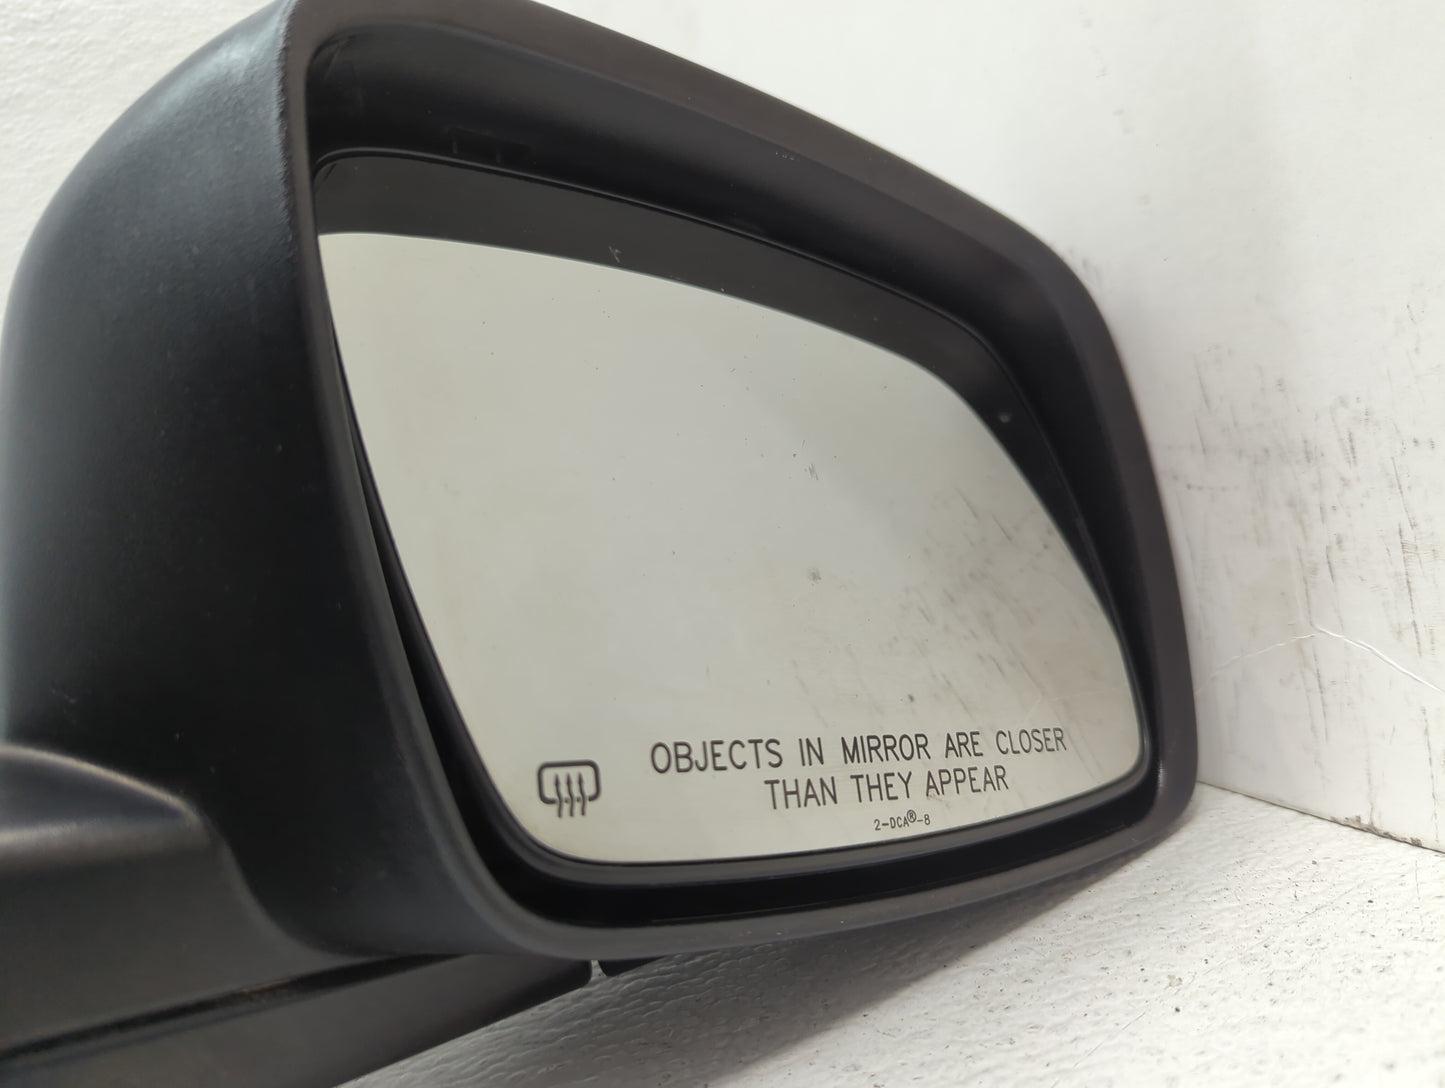 OBJECTS IN MIRROR ARE CLOSER
THAN THEY APPEAR
2-DCA®-8